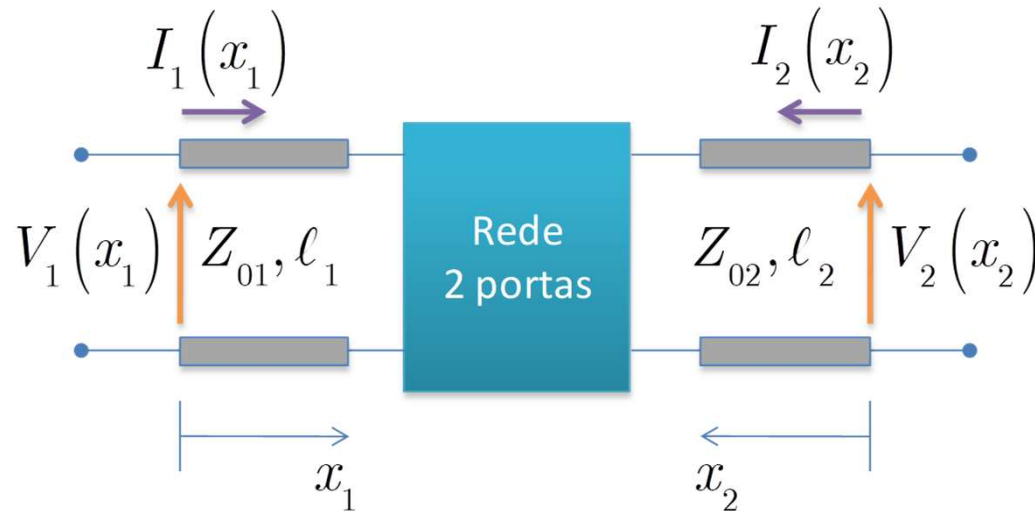 I₁(x₁)
I₂(x₂)
V₁(x₁)
Z₀₁, ℓ₁
Rede
2 portas
Z₀₂, ℓ₂
V₂(x₂)
x₁
x₂